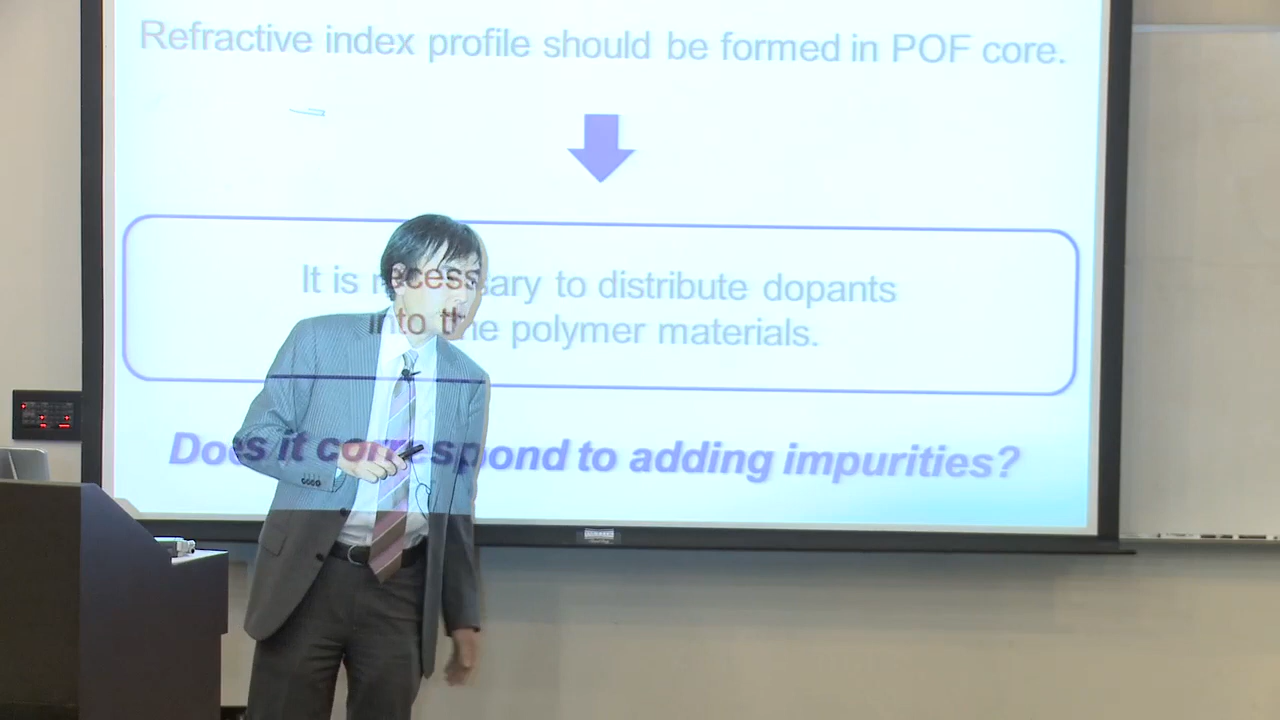 Refractive index profile should be formed in POF core.
It is necessary to distribute dopants
into the polymer materials.
Does it correspond to adding impurities?